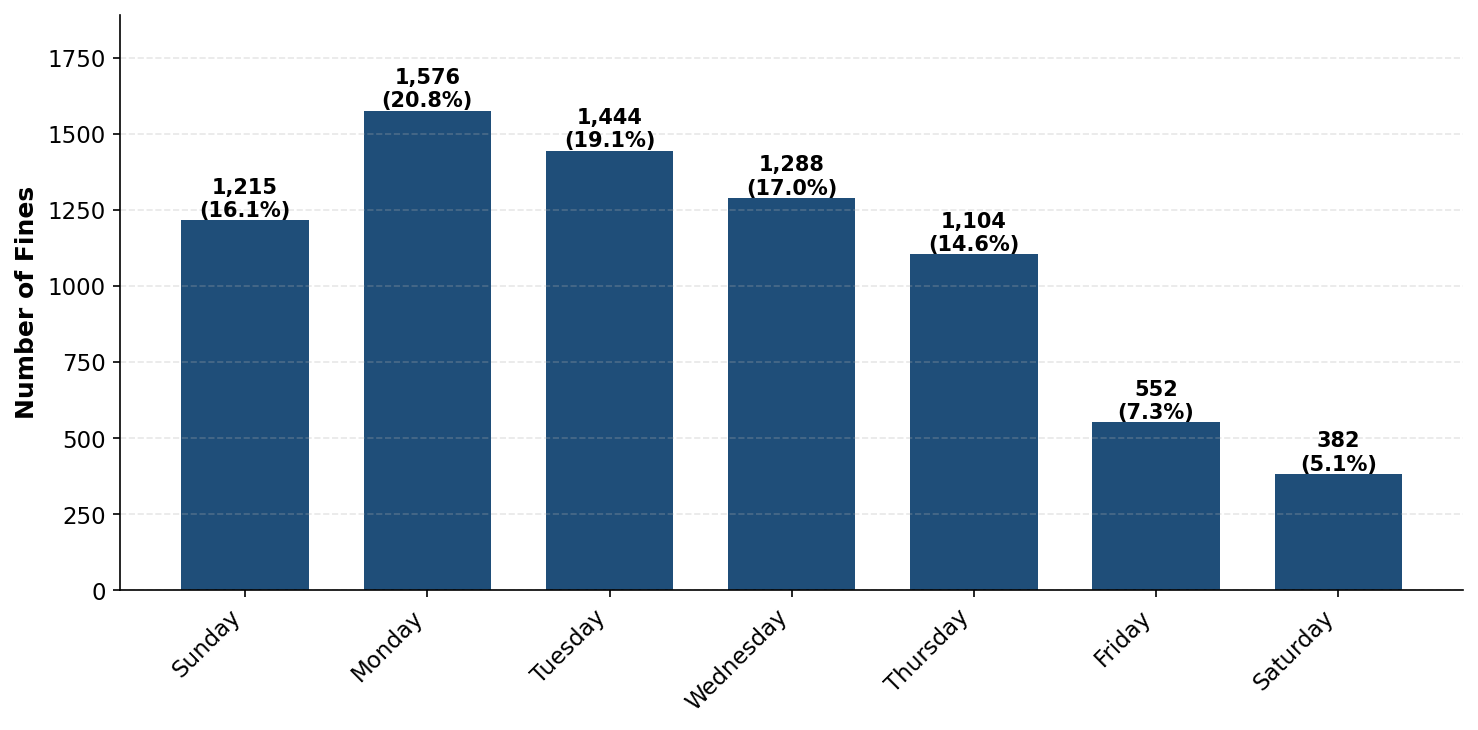 Number of Fines
1750
1500
1250
1000
750
500
250
0
1,215
(16.1%)
1,576
(20.8%)
1,444
(19.1%)
1,288
(17.0%)
1,104
(14.6%)
552
(7.3%)
382
(5.1%)
Sunday
Monday
Tuesday
Wednesday
Thursday
Friday
Saturday